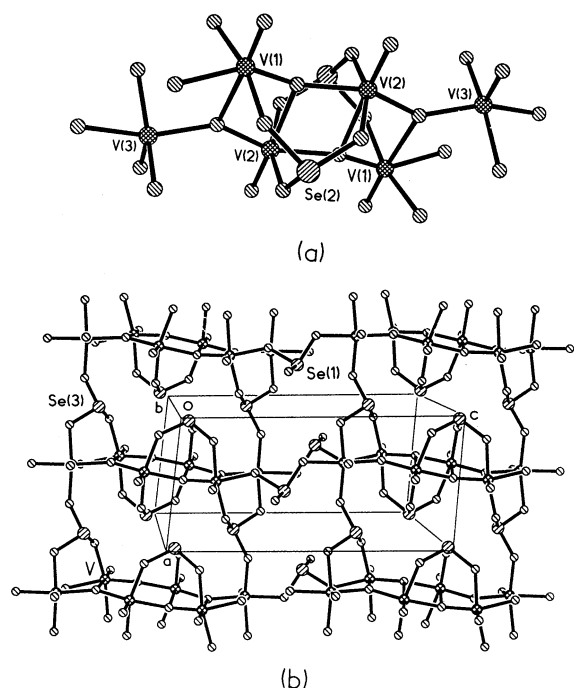 V(1)
V(2)
V(3)
V(3)
V(2)
V(1)
Se(2)
(a)
Se(1)
Se(3)
b
O
c
V
a
(b)